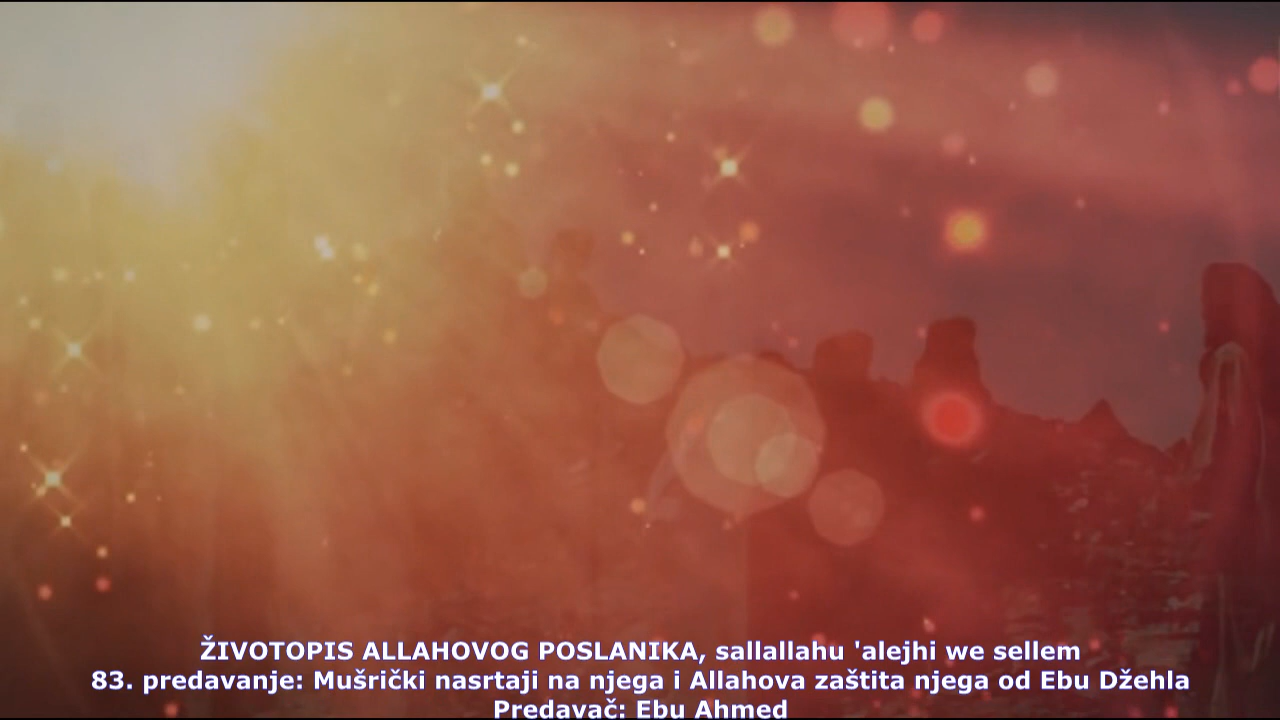 ŽIVOTOPIS ALLAHOVOG POSLANIKA, sallallahu 'alejhi we sellem
83. predavanje: Mušrički nasrtaji na njega i Allahova zaštita njega od Ebu Džehla
Predavač: Ebu Ahmed